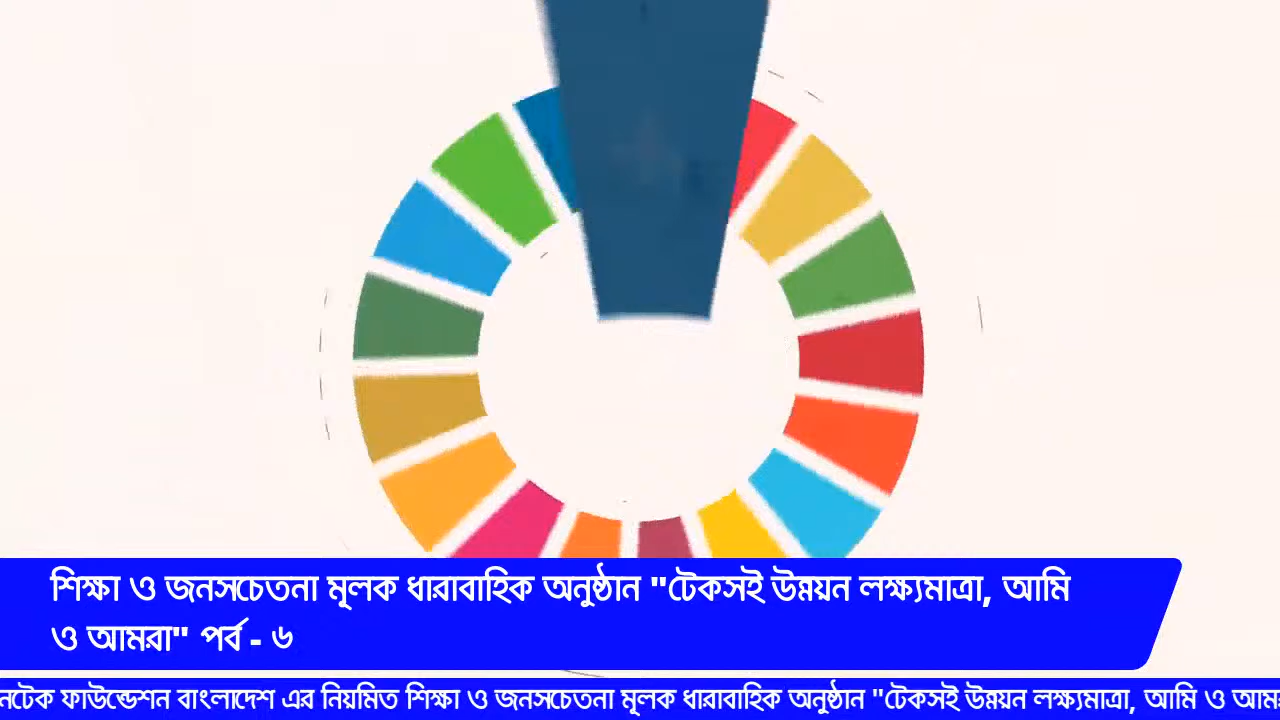 শিক্ষা ও জনসচেতনা মূলক ধারাবাহিক অনুষ্ঠান "টেকসই উন্নয়ন লক্ষ্যমাত্রা, আমি
ও আমরা" পর্ব - ৬
ফাউন্ডেশন বাংলাদেশ এর নিয়মিত শিক্ষা ও জনসচেতনা মূলক ধারাবাহিক অনুষ্ঠান "টেকসই উন্নয়ন লক্ষ্যমাত্রা, আমি ও